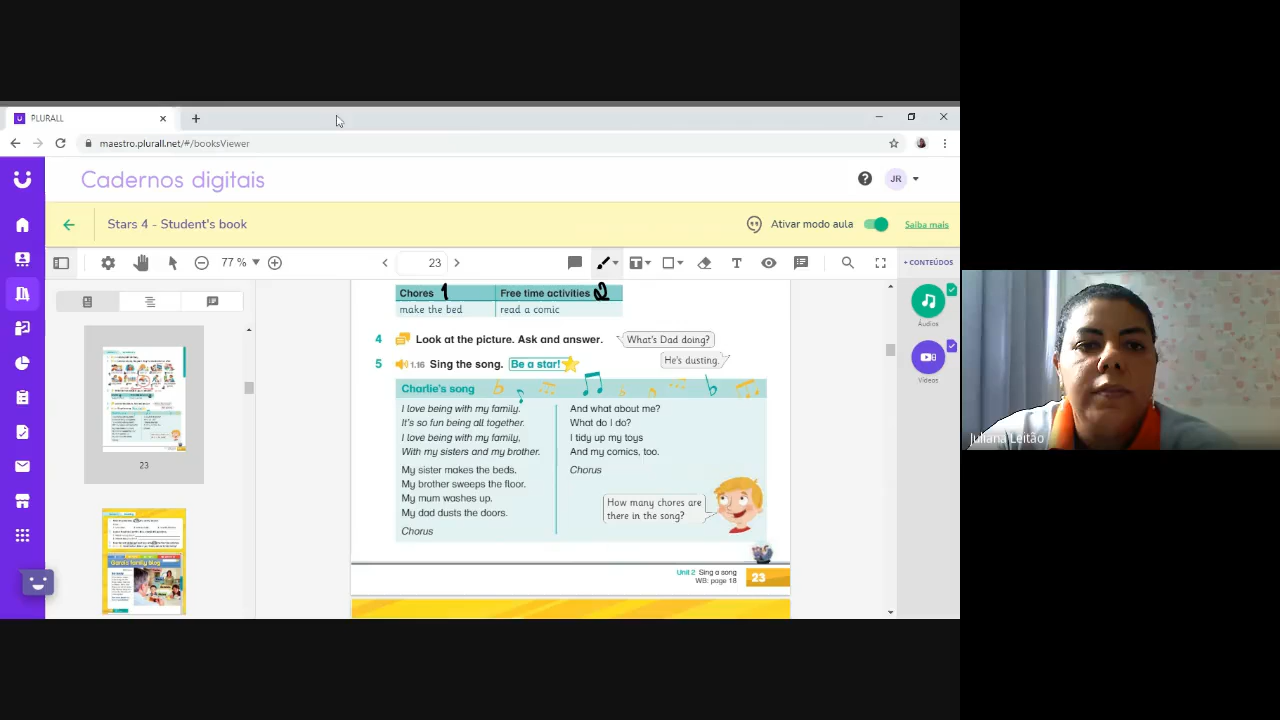 PLURALL
maestro.plurall.net/#/booksViewer
Cadernos digitais
JR
Stars 4 - Student's book
Ativar modo aula
Saiba mais
77 %
23
+ CONTEÚDOS
Chores 1
Free time activities 2
make the bed
read a comic
4 Look at the picture. Ask and answer.
What's Dad doing?
He's dusting.
5 1.16 Sing the song. Be a star!
Charlie's song
I love being with my family.
It's so fun being all together.
I love being with my family,
With my sisters and my brother.
My sister makes the beds.
My brother sweeps the floor.
My mum washes up.
My dad dusts the doors.
Chorus
And what about me?
What do I do?
I tidy up my toys
And my comics, too.
Chorus
How many chores are
there in the song?
Unit 2 Sing a song
WB: page 18
23
23
Carol's family blog
Áudios
Vídeos
Juliana Leitão